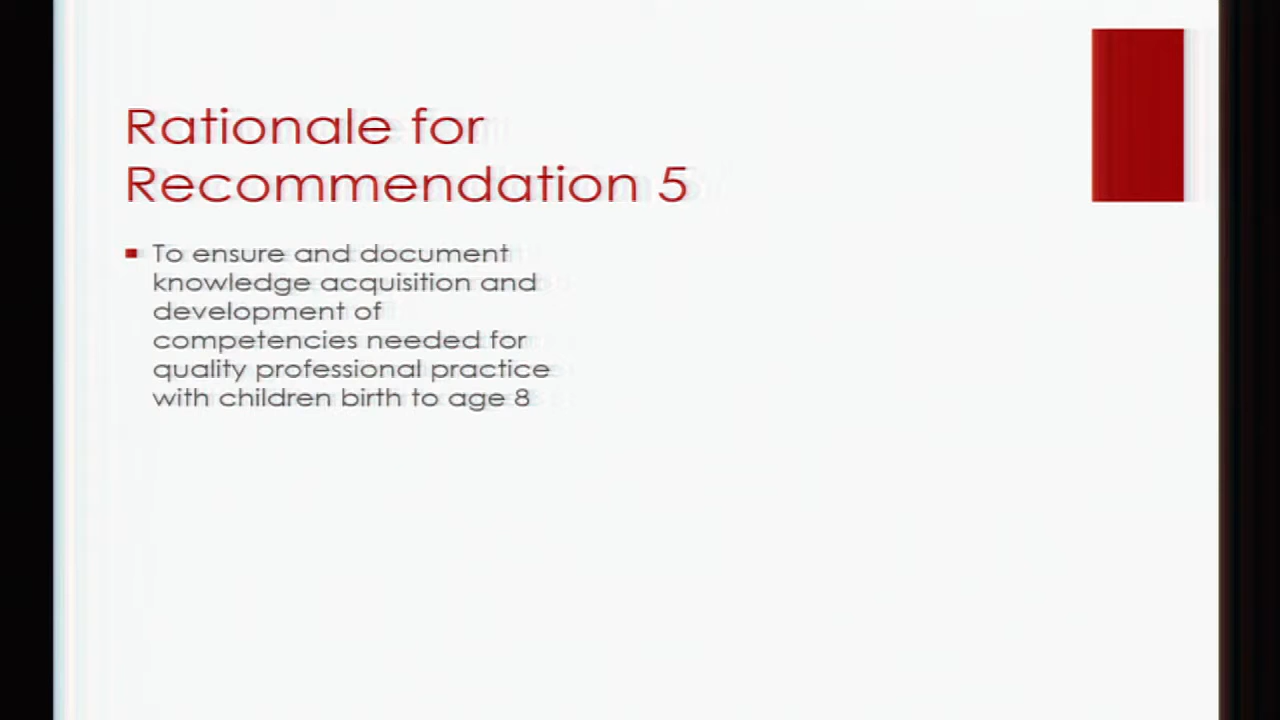 Rationale for
Recommendation 5
To ensure and document
knowledge acquisition and
development of
competencies needed for
quality professional practice
with children birth to age 8